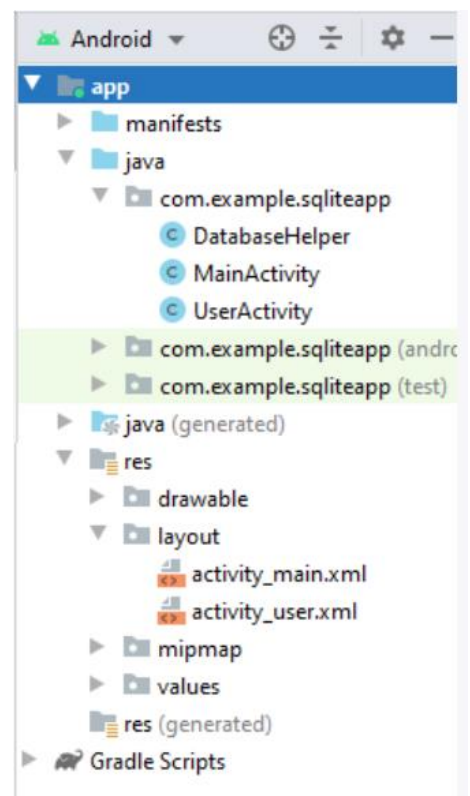 Android
app
manifests
java
com.example.sqliteapp
C DatabaseHelper
C MainActivity
C UserActivity
com.example.sqliteapp (andro
com.example.sqliteapp (test)
java (generated)
res
drawable
layout
activity_main.xml
activity_user.xml
mipmap
values
res (generated)
Gradle Scripts